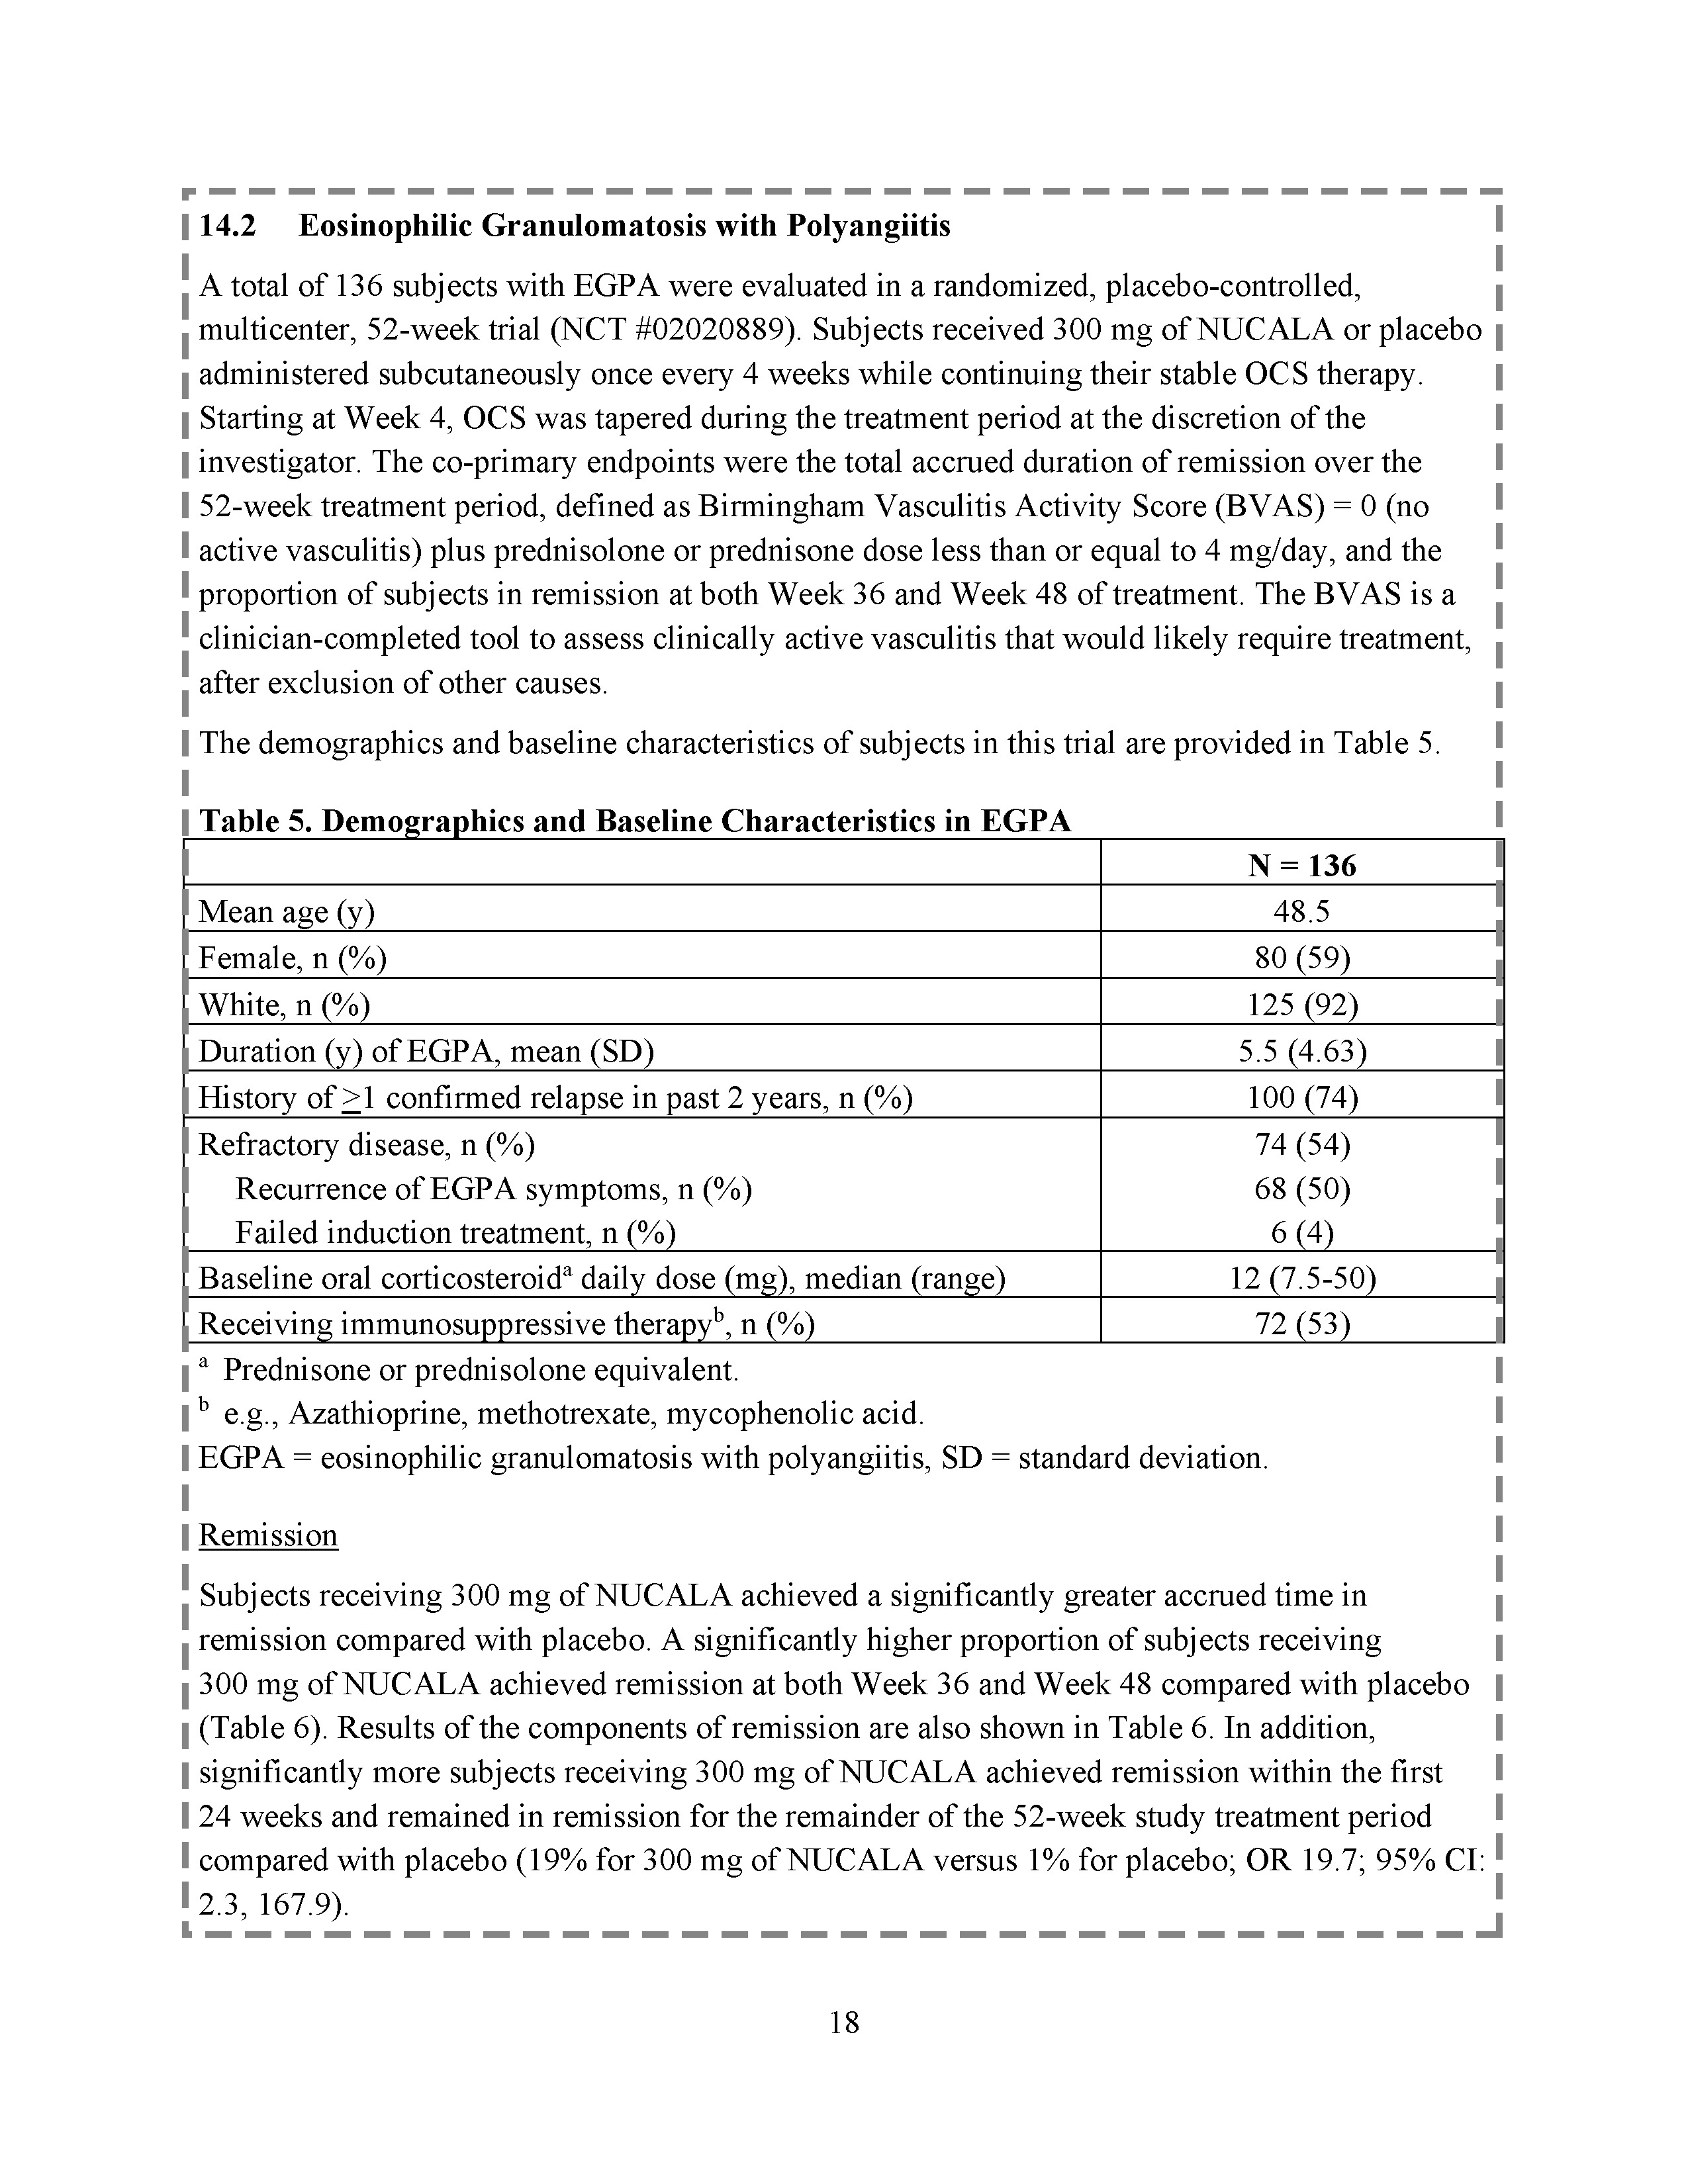 14.2 Eosinophilic Granulomatosis with Polyangiitis
A total of 136 subjects with EGPA were evaluated in a randomized, placebo-controlled,
multicenter, 52-week trial (NCT #02020889). Subjects received 300 mg of NUCALA or placebo
administered subcutaneously once every 4 weeks while continuing their stable OCS therapy.
Starting at Week 4, OCS was tapered during the treatment period at the discretion of the
investigator. The co-primary endpoints were the total accrued duration of remission over the
52-week treatment period, defined as Birmingham Vasculitis Activity Score (BVAS) = 0 (no
active vasculitis) plus prednisolone or prednisone dose less than or equal to 4 mg/day, and the
proportion of subjects in remission at both Week 36 and Week 48 of treatment. The BVAS is a
clinician-completed tool to assess clinically active vasculitis that would likely require treatment,
after exclusion of other causes.
The demographics and baseline characteristics of subjects in this trial are provided in Table 5.
Table 5. Demographics and Baseline Characteristics in EGPA
N = 136
Mean age (y) 48.5
Female, n (%) 80 (59)
White, n (%) 125 (92)
Duration (y) of EGPA, mean (SD) 5.5 (4.63)
History of ≥1 confirmed relapse in past 2 years, n (%) 100 (74)
Refractory disease, n (%) 74 (54)
Recurrence of EGPA symptoms, n (%) 68 (50)
Failed induction treatment, n (%) 6 (4)
Baseline oral corticosteroidᵃ daily dose (mg), median (range) 12 (7.5-50)
Receiving immunosuppressive therapyᵇ, n (%) 72 (53)
ᵃ Prednisone or prednisolone equivalent.
ᵇ e.g., Azathioprine, methotrexate, mycophenolic acid.
EGPA = eosinophilic granulomatosis with polyangiitis, SD = standard deviation.
Remission
Subjects receiving 300 mg of NUCALA achieved a significantly greater accrued time in
remission compared with placebo. A significantly higher proportion of subjects receiving
300 mg of NUCALA achieved remission at both Week 36 and Week 48 compared with placebo
(Table 6). Results of the components of remission are also shown in Table 6. In addition,
significantly more subjects receiving 300 mg of NUCALA achieved remission within the first
24 weeks and remained in remission for the remainder of the 52-week study treatment period
compared with placebo (19% for 300 mg of NUCALA versus 1% for placebo; OR 19.7; 95% CI:
2.3, 167.9).
18